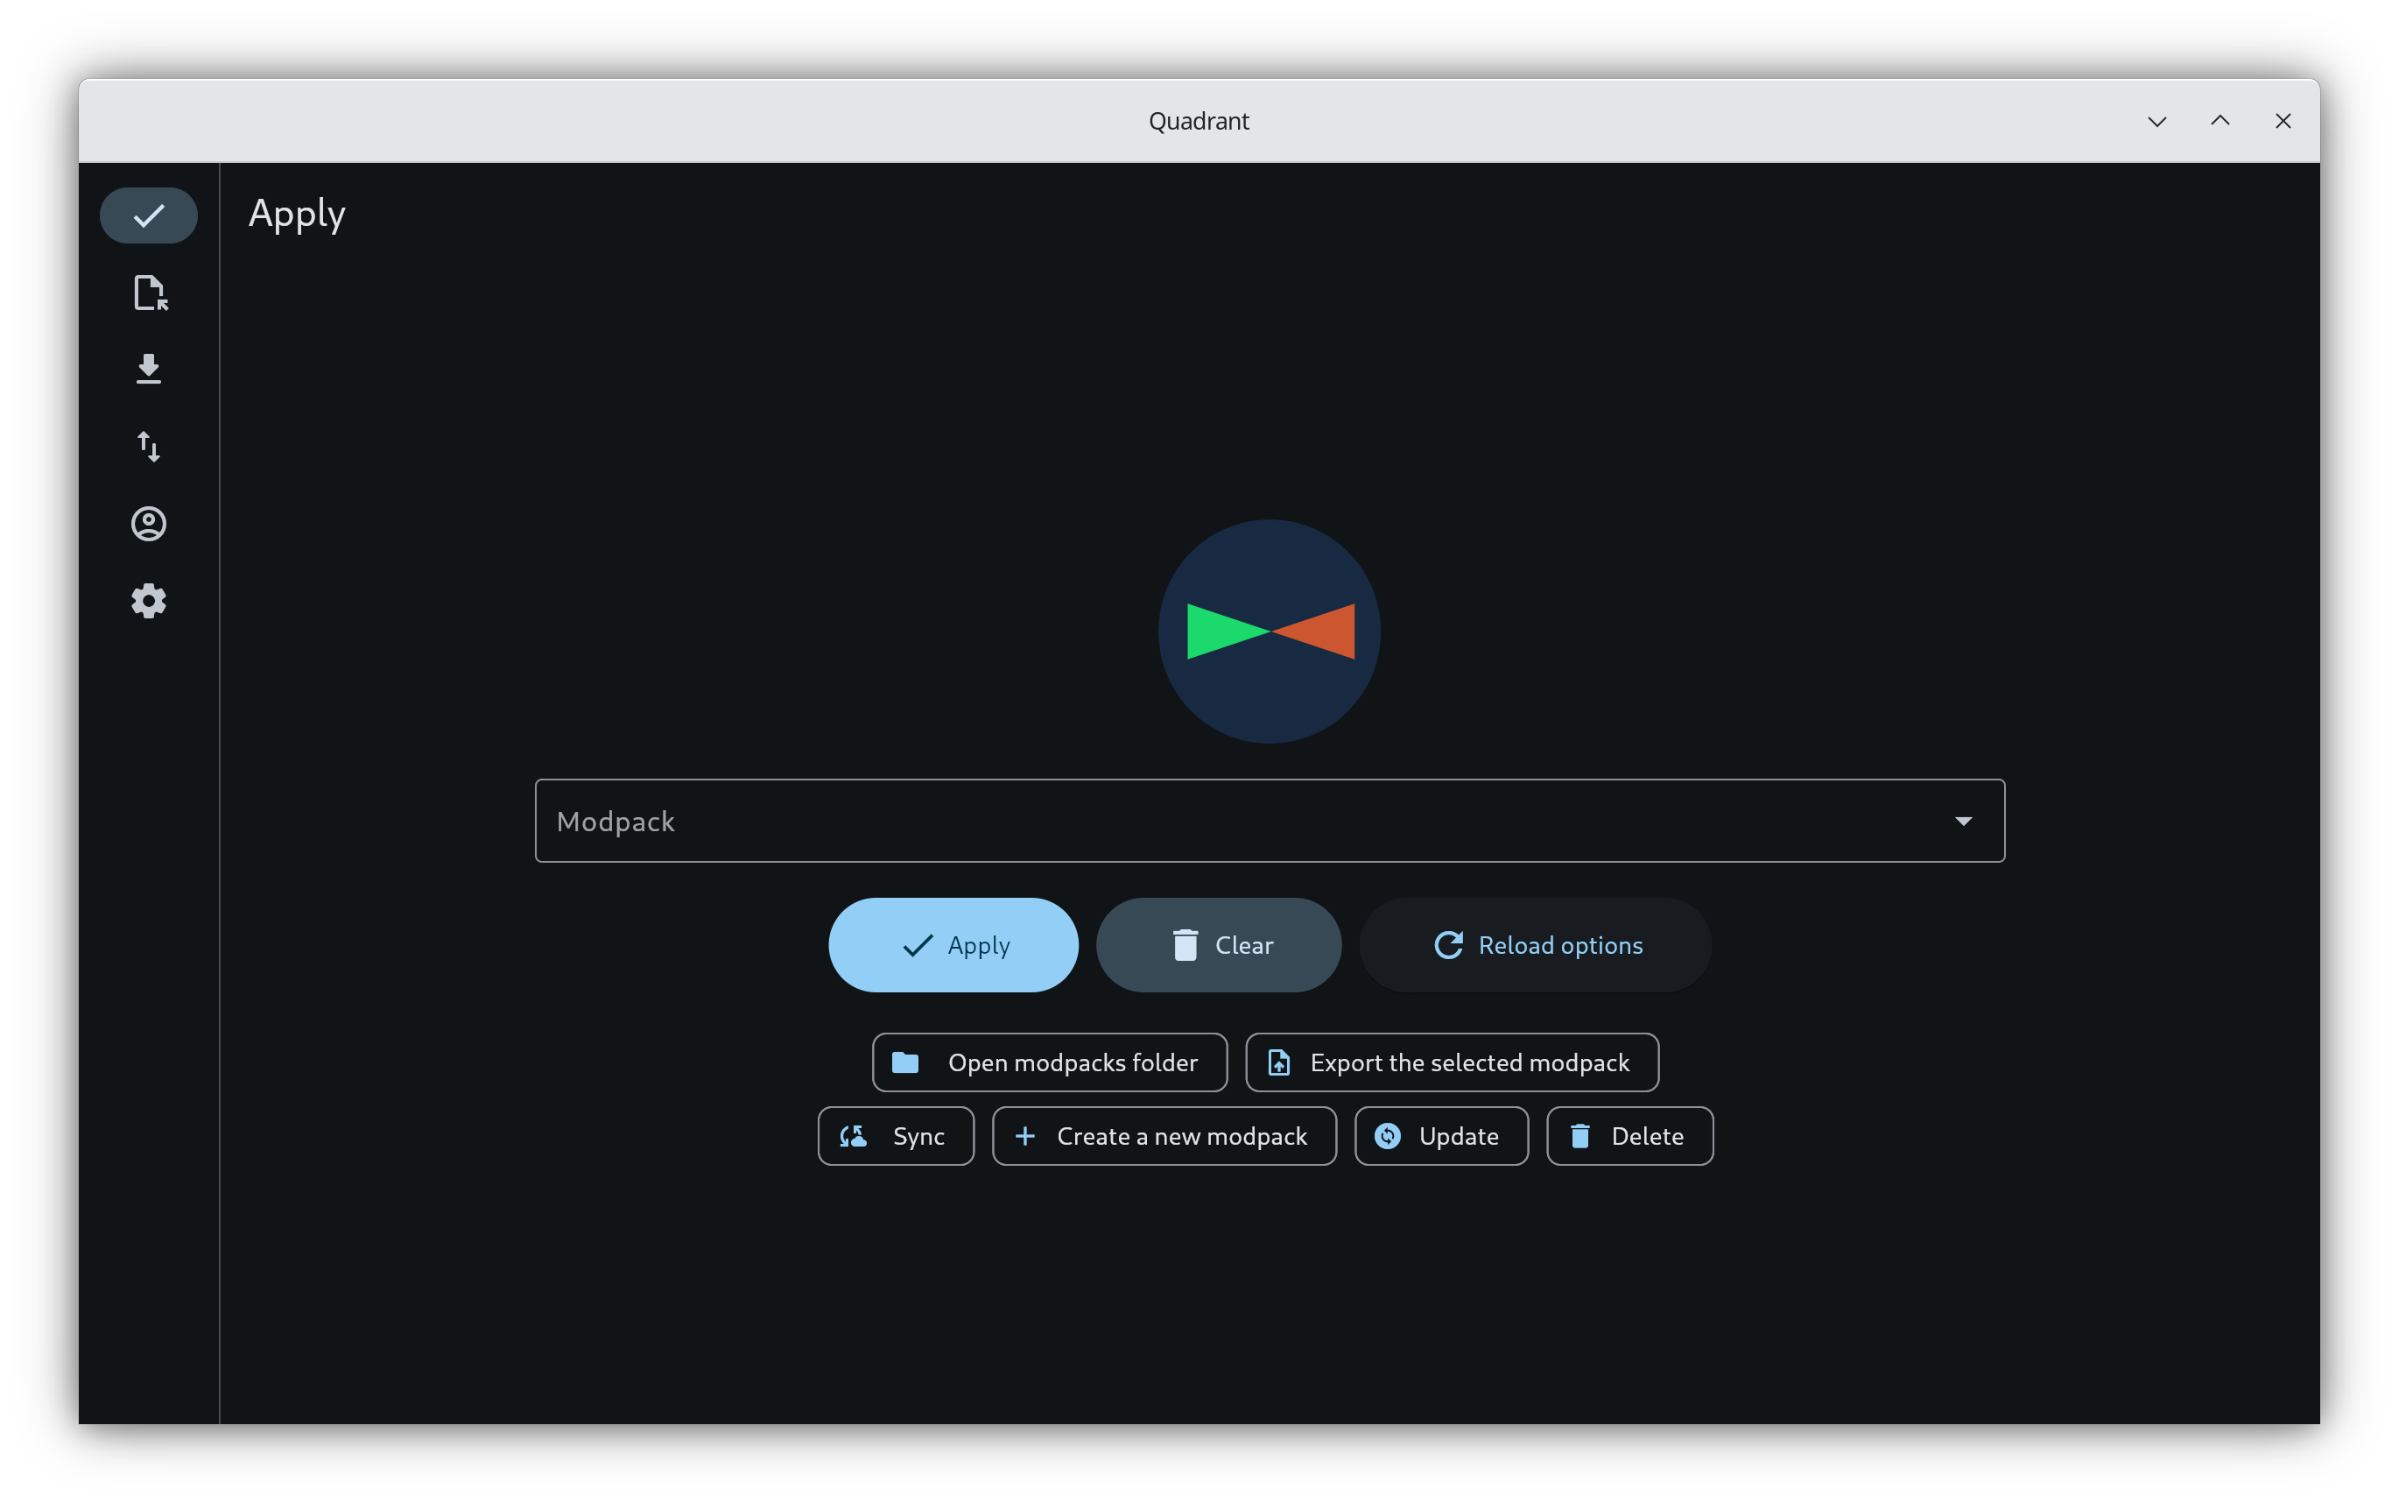 Quadrant
Apply
Modpack
Apply
Clear
Reload options
Open modpacks folder
Export the selected modpack
Sync
Create a new modpack
Update
Delete